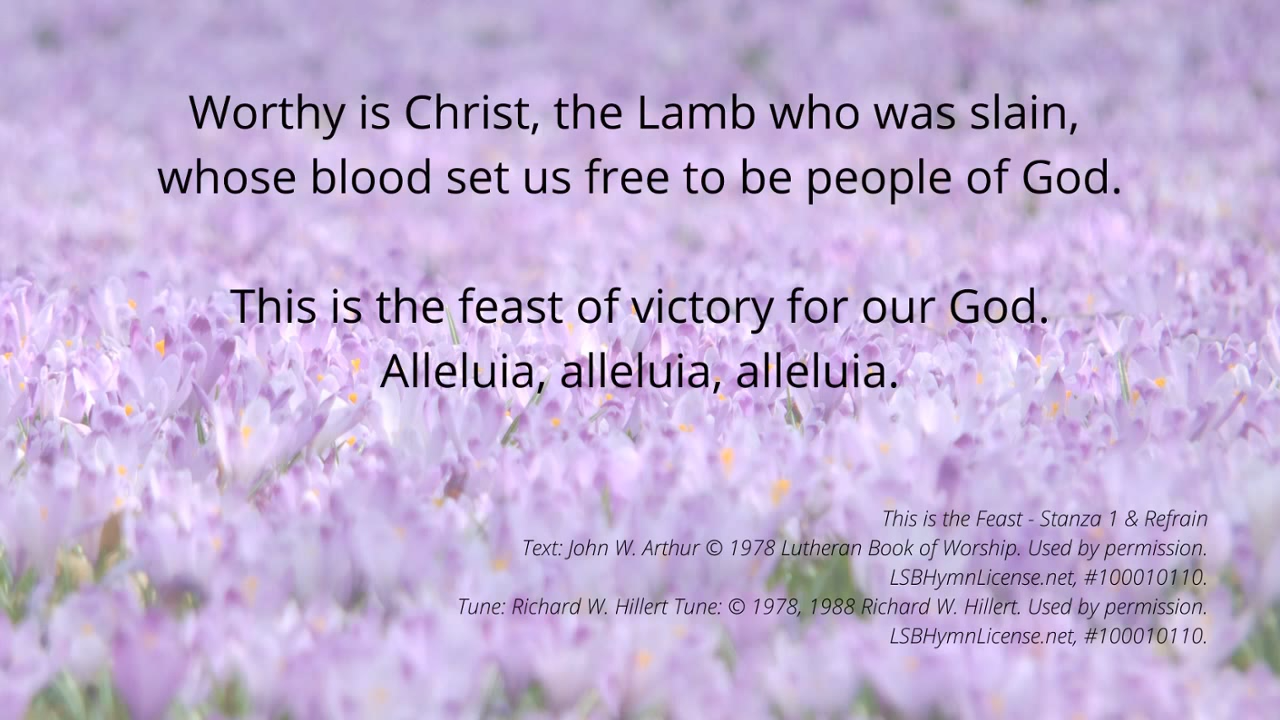 Worthy is Christ, the Lamb who was slain,
whose blood set us free to be people of God.
This is the feast of victory for our God.
Alleluia, alleluia, alleluia.
This is the Feast - Stanza 1 & Refrain
Text: John W. Arthur © 1978 Lutheran Book of Worship. Used by permission.
LSBHymnLicense.net, #100010110.
Tune: Richard W. Hillert Tune: © 1978, 1988 Richard W. Hillert. Used by permission.
LSBHymnLicense.net, #100010110.